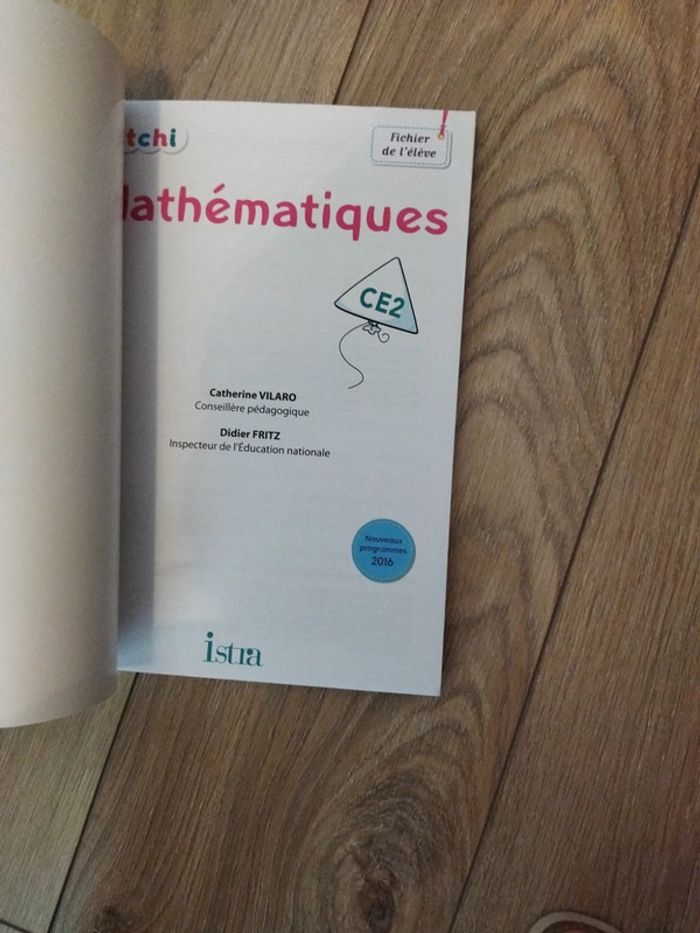 tchi
Fichier
de l'élève
athématiques
CE2
Catherine VILARO
Conseillère pédagogique
Didier FRITZ
Inspecteur de l'Éducation nationale
Nouveaux
programmes
2016
istra